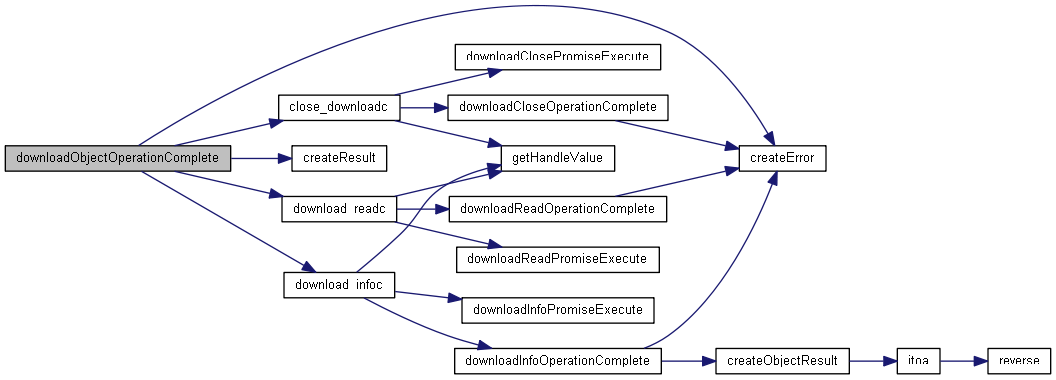 downloadObjectOperationComplete
close_downloadc
downloadClosePromiseExecute
downloadCloseOperationComplete
createResult
getHandleValue
createError
download_readc
downloadReadOperationComplete
downloadReadPromiseExecute
download_infoc
downloadInfoPromiseExecute
downloadInfoOperationComplete
createObjectResult
itoa
reverse